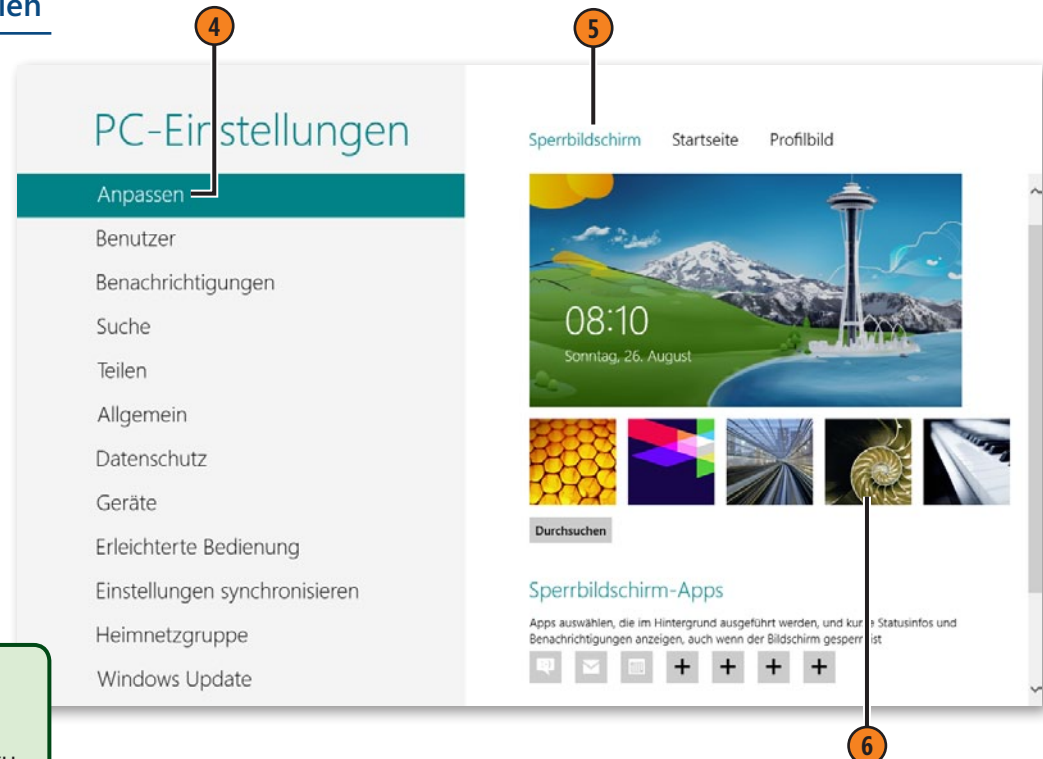 4
5
PC-Einstellungen
Anpassen
Benutzer
Benachrichtigungen
Suche
Teilen
Allgemein
Datenschutz
Geräte
Erleichterte Bedienung
Einstellungen synchronisieren
Heimnetzgruppe
Windows Update
Sperrbildschirm Startseite Profilbild
08:10
Sonntag, 26. August
Durchsuchen
Sperrbildschirm-Apps
Apps auswählen, die im Hintergrund ausgeführt werden, und kurze Statusinfos und
Benachrichtigungen anzeigen, auch wenn der Bildschirm gesperrt ist
6